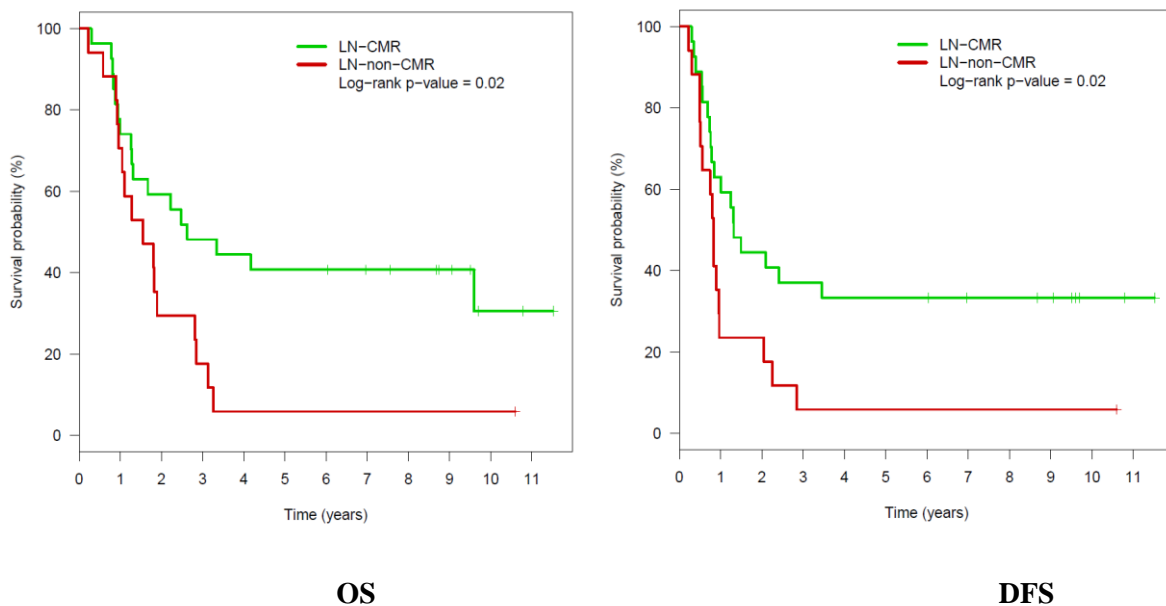 100
80
60
40
20
0
Survival probability (%)
LN−CMR
LN−non−CMR
Log−rank p−value = 0.02
0 1 2 3 4 5 6 7 8 9 10 11
Time (years)
OS
100
80
60
40
20
0
Survival probability (%)
LN−CMR
LN−non−CMR
Log−rank p−value = 0.02
0 1 2 3 4 5 6 7 8 9 10 11
Time (years)
DFS